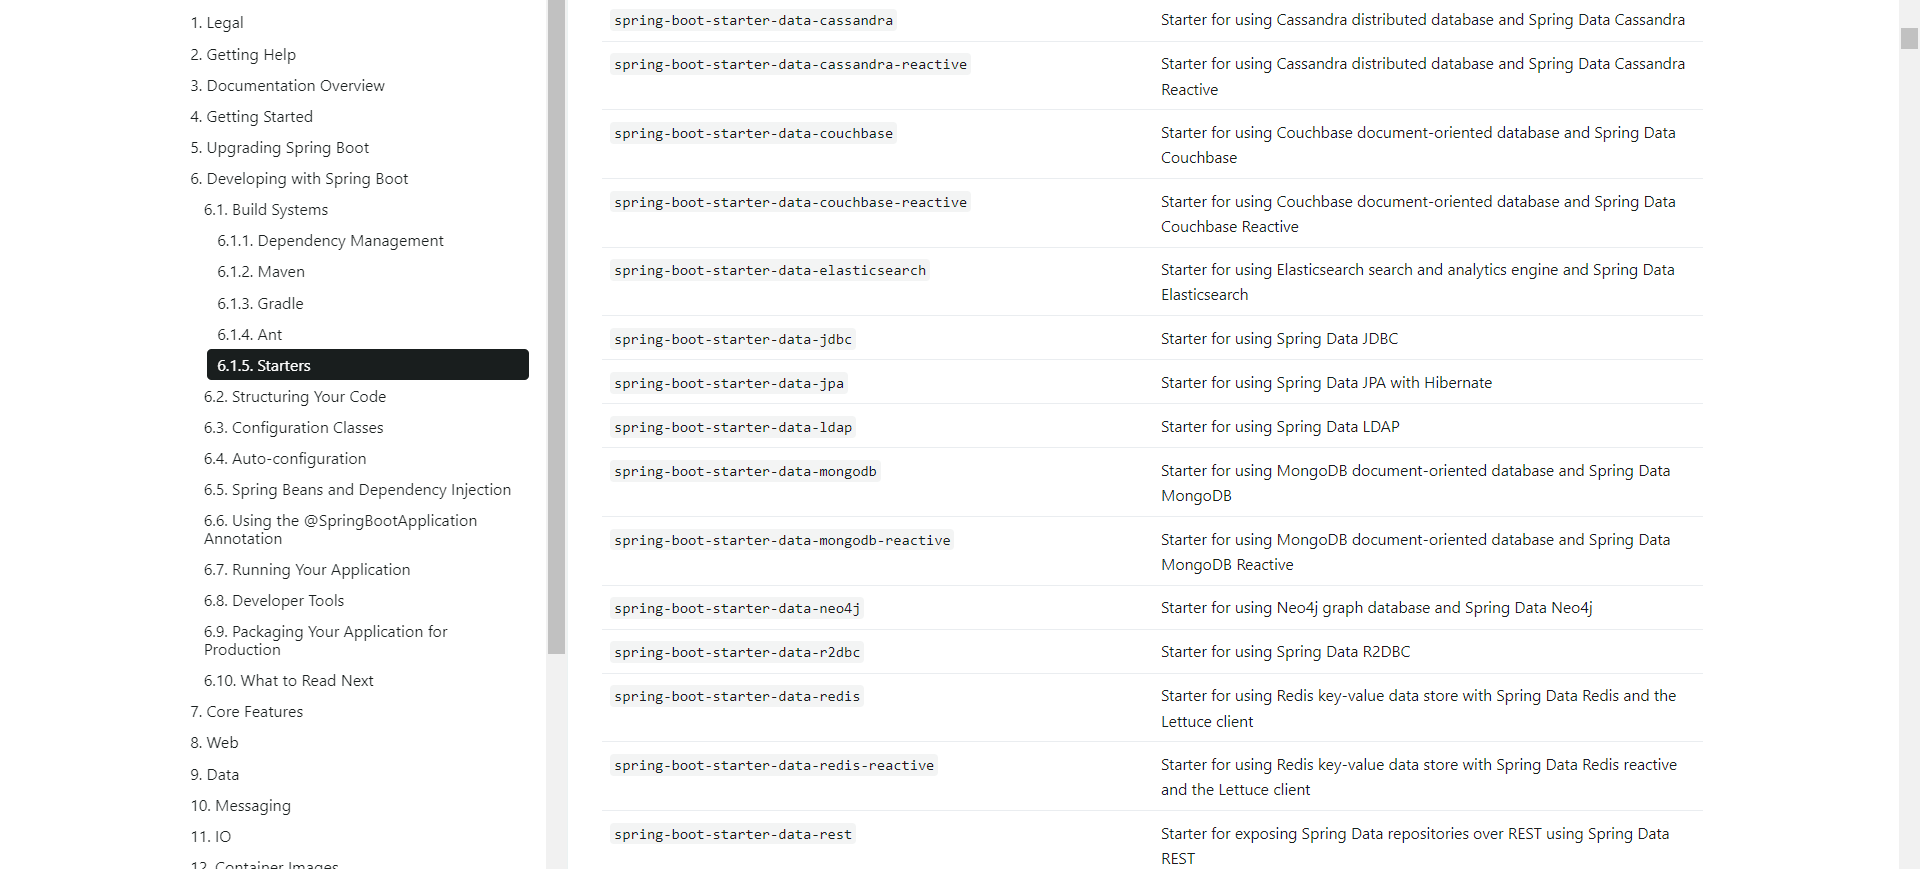 1. Legal
2. Getting Help
3. Documentation Overview
4. Getting Started
5. Upgrading Spring Boot
6. Developing with Spring Boot
6.1. Build Systems
6.1.1. Dependency Management
6.1.2. Maven
6.1.3. Gradle
6.1.4. Ant
6.1.5. Starters
6.2. Structuring Your Code
6.3. Configuration Classes
6.4. Auto-configuration
6.5. Spring Beans and Dependency Injection
6.6. Using the @SpringBootApplication
Annotation
6.7. Running Your Application
6.8. Developer Tools
6.9. Packaging Your Application for
Production
6.10. What to Read Next
7. Core Features
8. Web
9. Data
10. Messaging
11. IO
12. Container Images
spring-boot-starter-data-cassandra
Starter for using Cassandra distributed database and Spring Data Cassandra
spring-boot-starter-data-cassandra-reactive
Starter for using Cassandra distributed database and Spring Data Cassandra
Reactive
spring-boot-starter-data-couchbase
Starter for using Couchbase document-oriented database and Spring Data
Couchbase
spring-boot-starter-data-couchbase-reactive
Starter for using Couchbase document-oriented database and Spring Data
Couchbase Reactive
spring-boot-starter-data-elasticsearch
Starter for using Elasticsearch search and analytics engine and Spring Data
Elasticsearch
spring-boot-starter-data-jdbc
Starter for using Spring Data JDBC
spring-boot-starter-data-jpa
Starter for using Spring Data JPA with Hibernate
spring-boot-starter-data-ldap
Starter for using Spring Data LDAP
spring-boot-starter-data-mongodb
Starter for using MongoDB document-oriented database and Spring Data
MongoDB
spring-boot-starter-data-mongodb-reactive
Starter for using MongoDB document-oriented database and Spring Data
MongoDB Reactive
spring-boot-starter-data-neo4j
Starter for using Neo4j graph database and Spring Data Neo4j
spring-boot-starter-data-r2dbc
Starter for using Spring Data R2DBC
spring-boot-starter-data-redis
Starter for using Redis key-value data store with Spring Data Redis and the
Lettuce client
spring-boot-starter-data-redis-reactive
Starter for using Redis key-value data store with Spring Data Redis reactive
and the Lettuce client
spring-boot-starter-data-rest
Starter for exposing Spring Data repositories over REST using Spring Data
REST